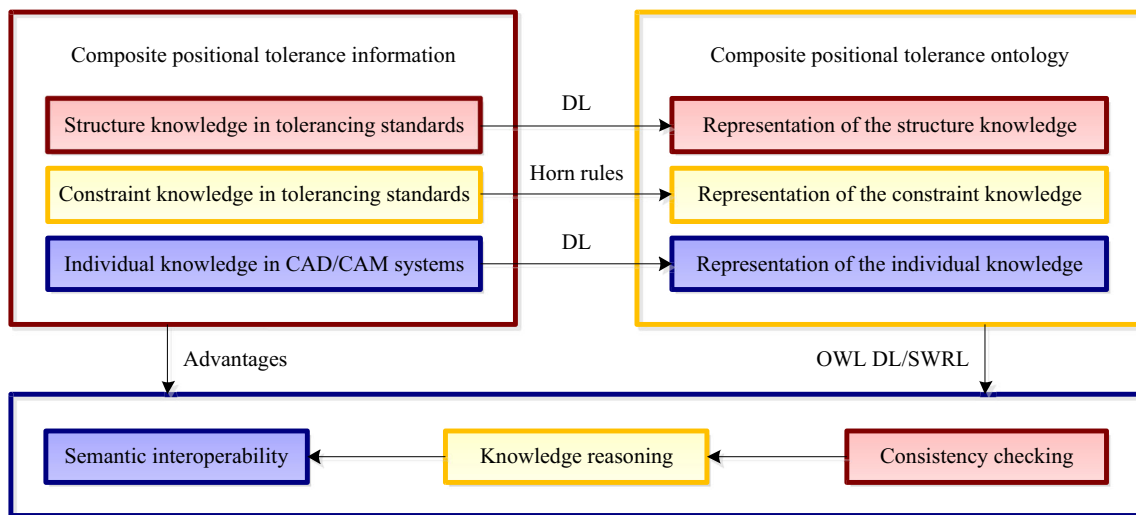 Composite positional tolerance information
Composite positional tolerance ontology
Structure knowledge in tolerancing standards
DL
Representation of the structure knowledge
Constraint knowledge in tolerancing standards
Horn rules
Representation of the constraint knowledge
Individual knowledge in CAD/CAM systems
DL
Representation of the individual knowledge
Advantages
OWL DL/SWRL
Semantic interoperability
Knowledge reasoning
Consistency checking